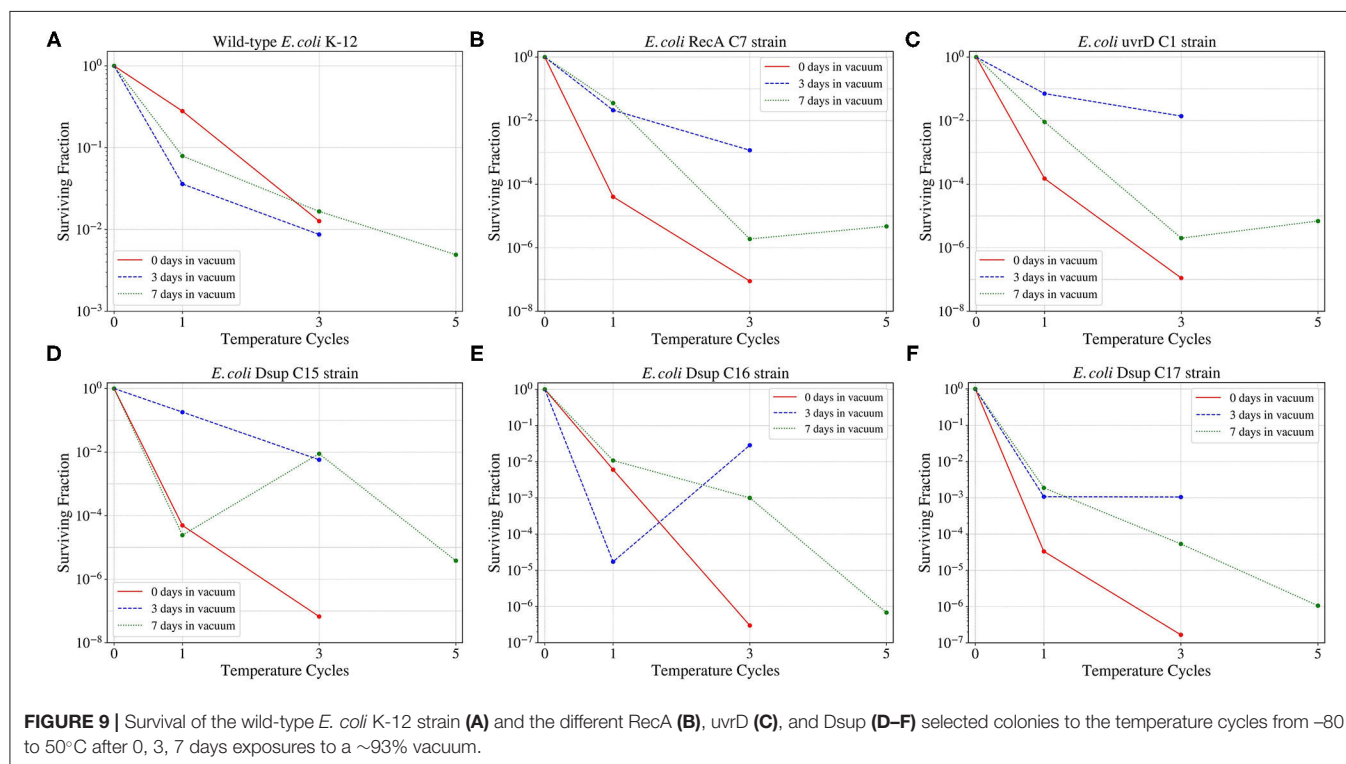 A
Wild-type E. coli K-12
Surviving Fraction
10^0
10^-1
10^-2
10^-3
0 days in vacuum
3 days in vacuum
7 days in vacuum
0 1 3 5
Temperature Cycles
B
E. coli RecA C7 strain
Surviving Fraction
10^0
10^-2
10^-4
10^-6
10^-8
0 days in vacuum
3 days in vacuum
7 days in vacuum
0 1 3 5
Temperature Cycles
C
E. coli uvrD C1 strain
Surviving Fraction
10^0
10^-2
10^-4
10^-6
10^-8
0 days in vacuum
3 days in vacuum
7 days in vacuum
0 1 3 5
Temperature Cycles
D
E. coli Dsup C15 strain
Surviving Fraction
10^0
10^-2
10^-4
10^-6
10^-8
0 days in vacuum
3 days in vacuum
7 days in vacuum
0 1 3 5
Temperature Cycles
E
E. coli Dsup C16 strain
Surviving Fraction
10^0
10^-1
10^-2
10^-3
10^-4
10^-5
10^-6
10^-7
0 days in vacuum
3 days in vacuum
7 days in vacuum
0 1 3 5
Temperature Cycles
F
E. coli Dsup C17 strain
Surviving Fraction
10^0
10^-1
10^-2
10^-3
10^-4
10^-5
10^-6
10^-7
0 days in vacuum
3 days in vacuum
7 days in vacuum
0 1 3 5
Temperature Cycles
FIGURE 9 | Survival of the wild-type E. coli K-12 strain (A) and the different RecA (B), uvrD (C), and Dsup (D–F) selected colonies to the temperature cycles from –80
to 50°C after 0, 3, 7 days exposures to a ~93% vacuum.